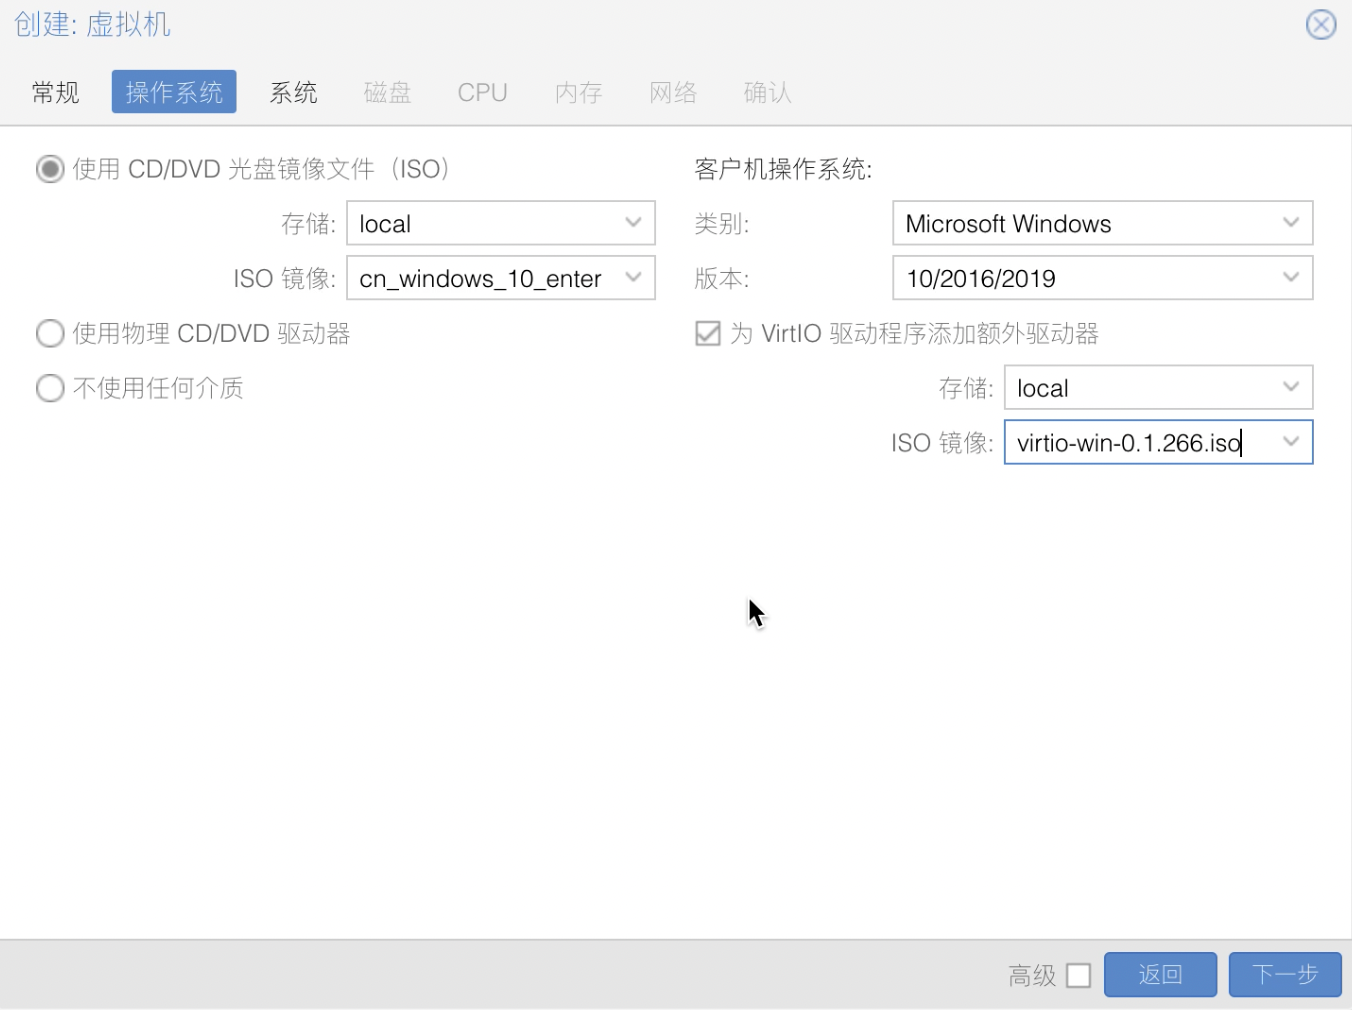 创建: 虚拟机
常规 操作系统 系统 磁盘 CPU 内存 网络 确认
使用 CD/DVD 光盘镜像文件（ISO）
存储: local
ISO 镜像: cn_windows_10_enter
使用物理 CD/DVD 驱动器
不使用任何介质
客户机操作系统:
类别: Microsoft Windows
版本: 10/2016/2019
为 VirtIO 驱动程序添加额外驱动器
存储: local
ISO 镜像: virtio-win-0.1.266.iso
高级 返回 下一步